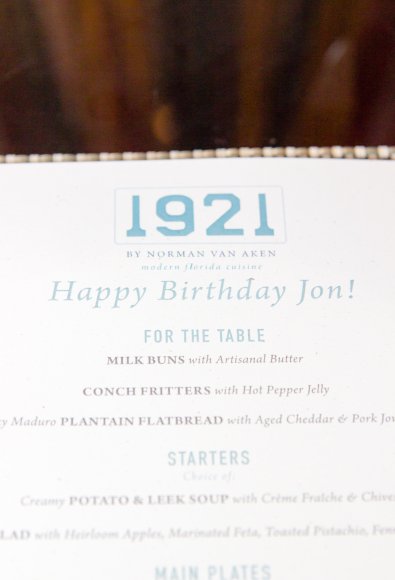 1921
BY NORMAN VAN AKEN
modern florida cuisine
Happy Birthday Jon!
FOR THE TABLE
MILK BUNS with Artisanal Butter
CONCH FRITTERS with Hot Pepper Jelly
Maduro PLANTAIN FLATBREAD with Aged Cheddar & Pork
STARTERS
Choice of:
Creamy POTATO & LEEK SOUP with Crème Fraîche &
with Heirloom Apples, Marinated Feta, Toasted Pistachio,
MAIN PLATES